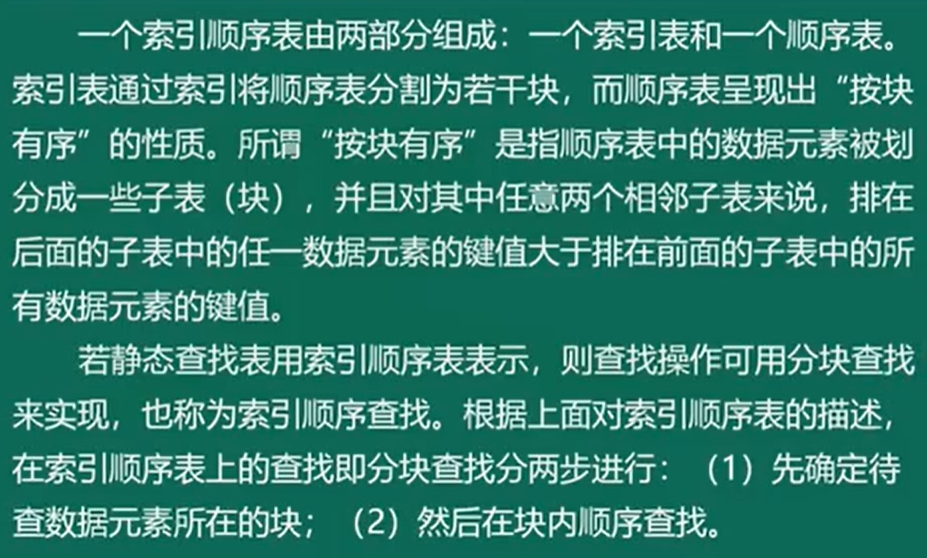 一个索引顺序表由两部分组成：一个索引表和一个顺序表。
索引表通过索引将顺序表分割为若干块，而顺序表呈现出“按块
有序”的性质。所谓“按块有序”是指顺序表中的数据元素被划
分成一些子表（块），并且对其中任意两个相邻子表来说，排在
后面的子表中的任一数据元素的键值大于排在前面的子表中的所
有数据元素的键值。
若静态查找表用索引顺序表表示，则查找操作可用分块查找
来实现，也称为索引顺序查找。根据上面对索引顺序表的描述，
在索引顺序表上的查找即分块查找分两步进行：（1）先确定待
查数据元素所在的块；（2）然后在块内顺序查找。